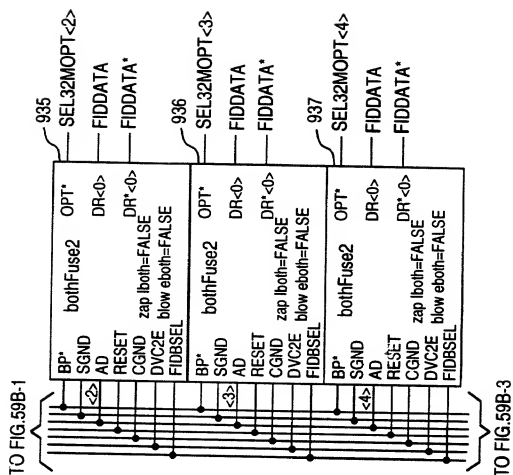 TO FIG.59B-1
935
BP*
bothFuse2
OPT*
SEL32MOPT<2>
SGND
<2>
AD
DR<0>
FIDDATA
RESET
DR*<0>
FIDDATA*
CGND
zap lboth=FALSE
DVC2E
blow eboth=FALSE
FIDBSEL
936
BP*
bothFuse2
OPT*
SEL32MOPT<3>
SGND
<3>
AD
DR<0>
FIDDATA
RESET
DR*<0>
FIDDATA*
CGND
zap lboth=FALSE
DVC2E
blow eboth=FALSE
FIDBSEL
937
BP*
bothFuse2
OPT*
SEL32MOPT<4>
SGND
<4>
AD
DR<0>
FIDDATA
RESET
DR*<0>
FIDDATA*
CGND
zap lboth=FALSE
DVC2E
blow eboth=FALSE
FIDBSEL
TO FIG.59B-3